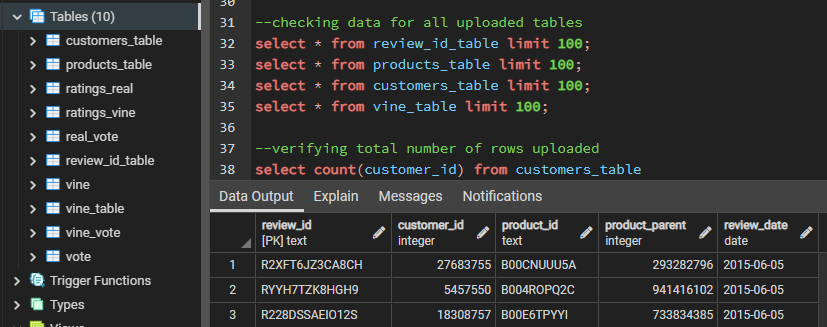 Tables (10)
customers_table
products_table
ratings_real
ratings_vine
real_vote
review_id_table
vine
vine_table
vine_vote
vote
Trigger Functions
Types
Views
30
31 --checking data for all uploaded tables
32 select * from review_id_table limit 100;
33 select * from products_table limit 100;
34 select * from customers_table limit 100;
35 select * from vine_table limit 100;
36
37 --verifying total number of rows uploaded
38 select count(customer_id) from customers_table
Data Output Explain Messages Notifications
review_id customer_id product_id product_parent review_date
[PK] text integer text integer date
1 R2XFT6JZ3CA8CH 27683755 B00CNUUU5A 293282796 2015-06-05
2 RYYH7TZK8HGH9 5457550 B004ROPQ2C 941416102 2015-06-05
3 R228DSSAEIO12S 18308757 B00E6TPYYI 733834385 2015-06-05